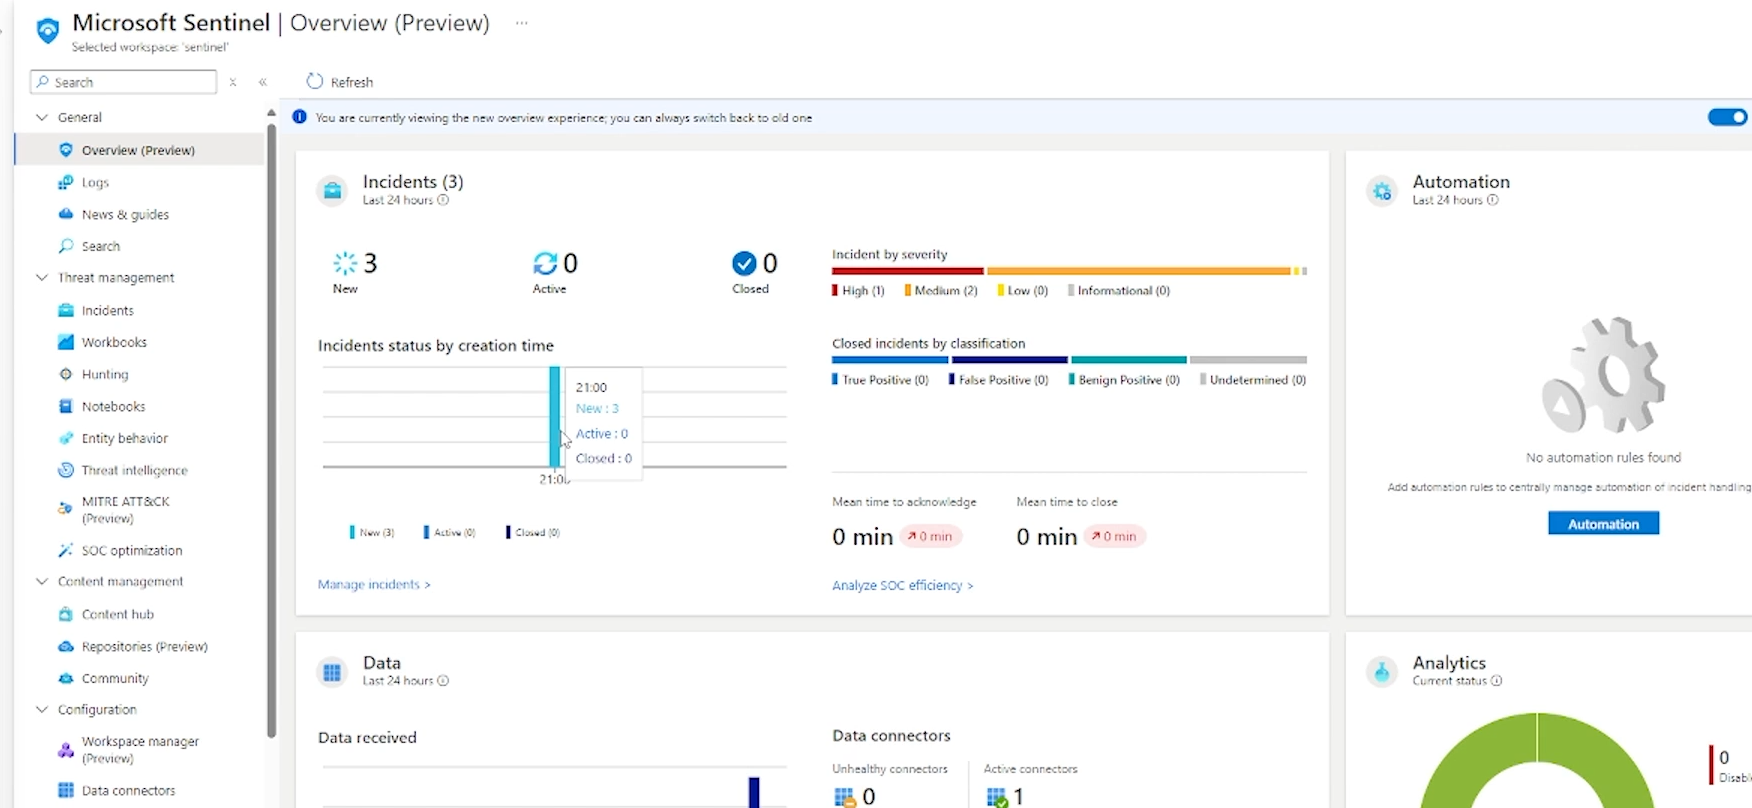 Microsoft Sentinel | Overview (Preview) ...
Selected workspace: 'sentinel'
Search
Refresh
General
Overview (Preview)
Logs
News & guides
Search
Threat management
Incidents
Workbooks
Hunting
Notebooks
Entity behavior
Threat intelligence
MITRE ATT&CK
(Preview)
SOC optimization
Content management
Content hub
Repositories (Preview)
Community
Configuration
Workspace manager
(Preview)
Data connectors
You are currently viewing the new overview experience; you can always switch back to old one
Incidents (3)
Last 24 hours
3
New
0
Active
0
Closed
Incidents status by creation time
21:00
New : 3
Active : 0
Closed : 0
New (3) Active (0) Closed (0)
Manage incidents >
Incident by severity
High (1) Medium (2) Low (0) Informational (0)
Closed incidents by classification
True Positive (0) False Positive (0) Benign Positive (0) Undetermined (0)
Mean time to acknowledge
0 min 0 min
Mean time to close
0 min 0 min
Analyze SOC efficiency >
Automation
Last 24 hours
No automation rules found
Add automation rules to centrally manage automation of incident handling
Automation
Data
Last 24 hours
Data received
Data connectors
Unhealthy connectors
0
Active connectors
1
Analytics
Current status
0